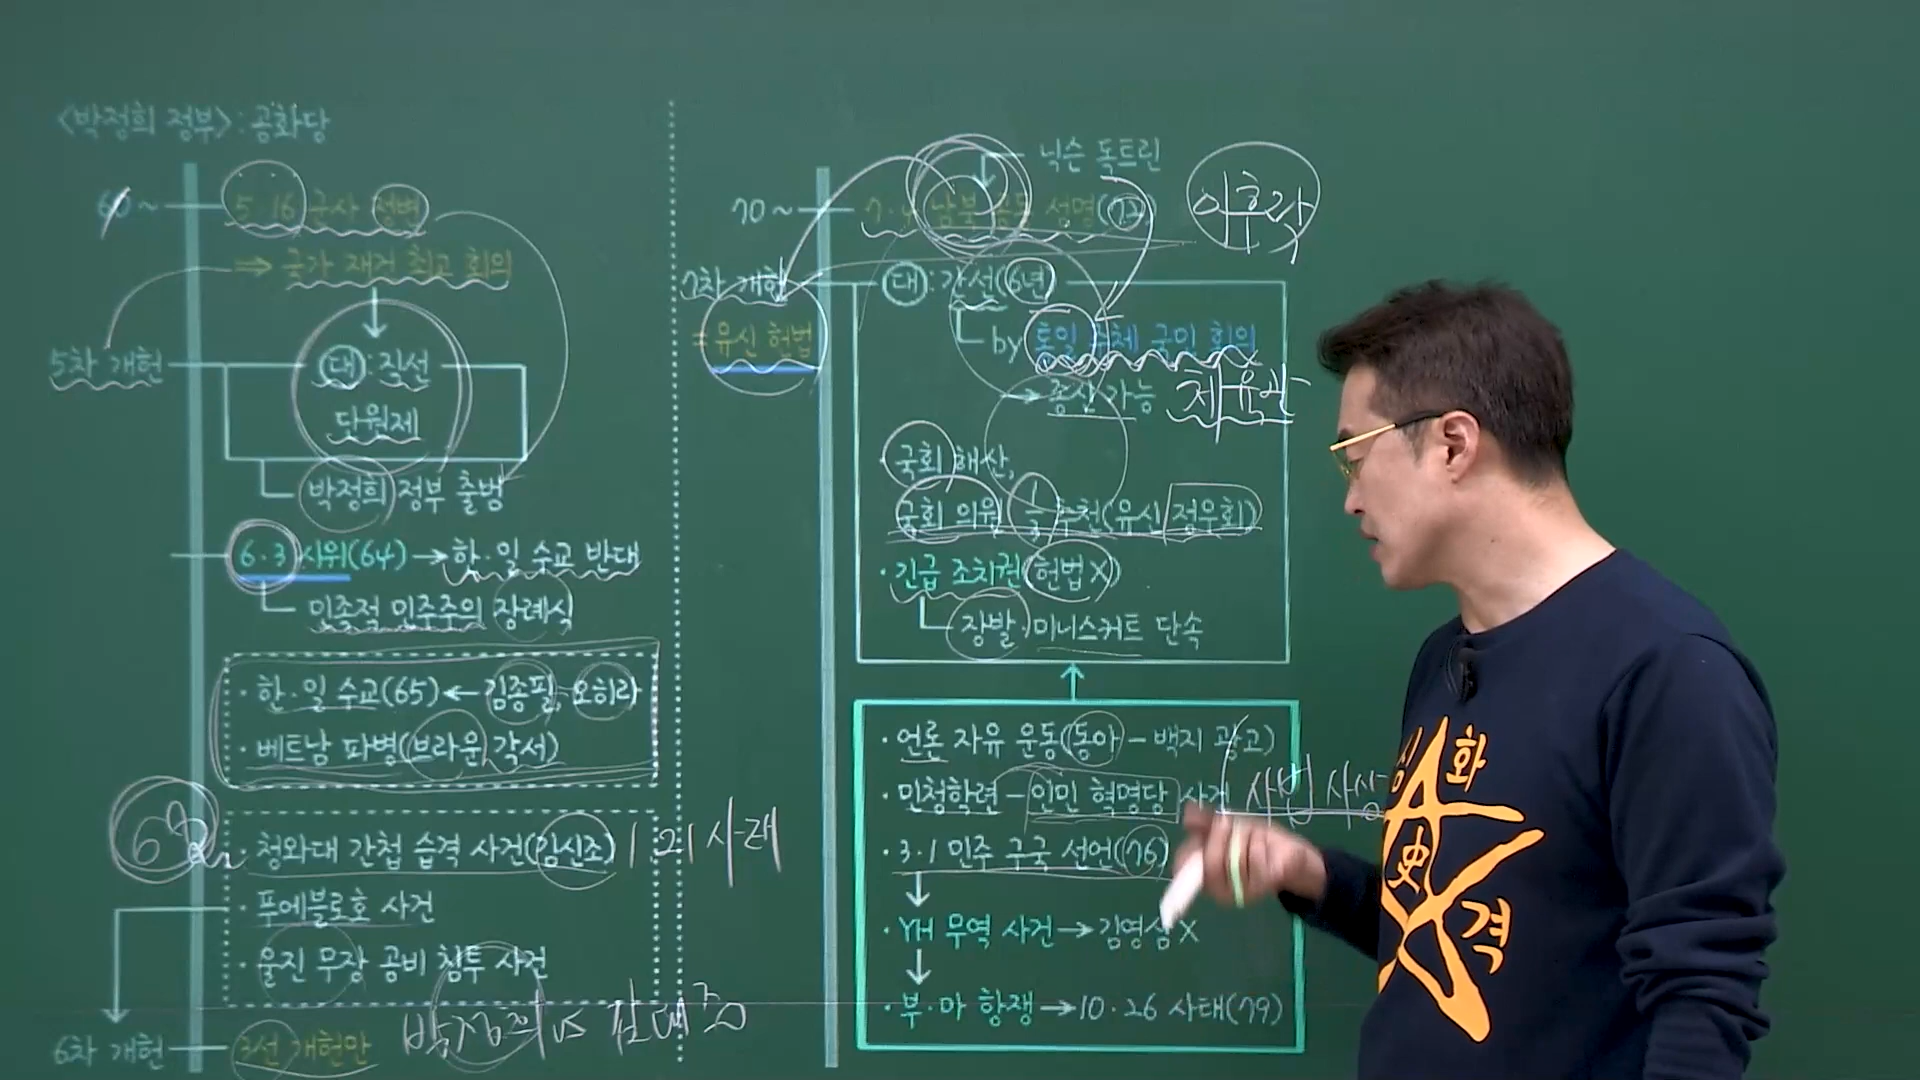 <박정희 정부>: 공화당
60~
5·16 군사 정변
⇒ 국가 재건 최고 회의
5차 개헌
대 : 직선
단원제
박정희 정부 출범
6·3 시위(64) → 한·일 수교 반대
민족적 민주주의 장례식
· 한·일 수교(65) ← 김종필, 오히라
· 베트남 파병(브라운 각서)
· 청와대 간첩 습격 사건(김신조) 1·21 사태
· 푸에블로호 사건
· 울진 무장 공비 침투 사건
6차 개헌
3선 개헌안
박정희 vs 김대중
닉슨 독트린
70~
7·4 남북 공동 성명(72)
이후락
7차 개헌
= 유신 헌법
대 : 간선(6년)
by 통일 주체 국민 회의
→ 종신 가능 체육관
· 국회 해산,
국회 의원 1/3 추천(유신 정우회)
· 긴급 조치권(헌법X)
장발, 미니스커트 단속
· 언론 자유 운동(동아 – 백지 광고)
· 민청학련 – 인민 혁명당 사건
사법 사상
· 3·1 민주 구국 선언(76)
· YH 무역 사건 → 김영삼 X
· 부·마 항쟁 → 10·26 사태(79)
화
史
격